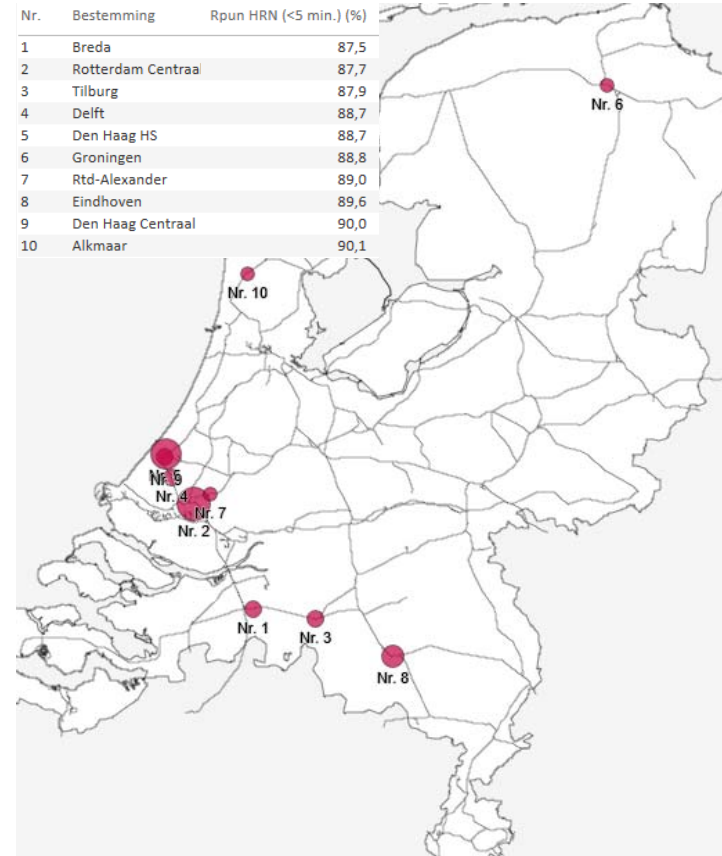 Nr. Bestemming Rpun HRN (<5 min.) (%)
1 Breda 87,5
2 Rotterdam Centraal 87,7
3 Tilburg 87,9
4 Delft 88,7
5 Den Haag HS 88,7
6 Groningen 88,8
7 Rtd-Alexander 89,0
8 Eindhoven 89,6
9 Den Haag Centraal 90,0
10 Alkmaar 90,1
Nr. 6
Nr. 10
Nr. 9
Nr. 4
Nr. 7
Nr. 2
Nr. 1
Nr. 3
Nr. 8